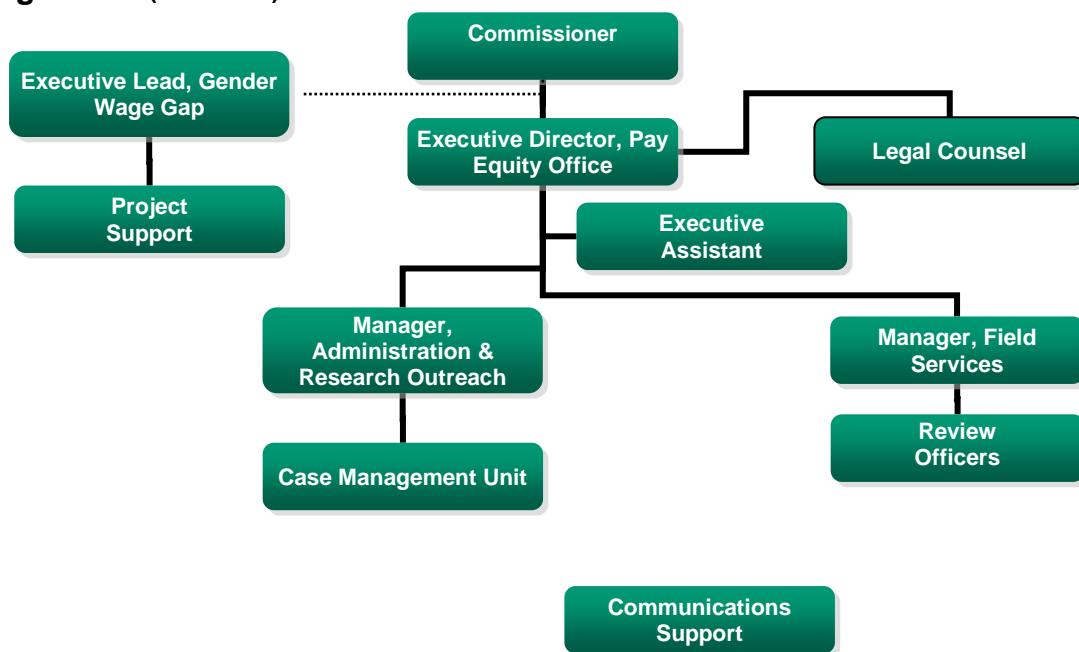 Commissioner
Executive Lead, Gender
Wage Gap
Executive Director, Pay
Equity Office
Legal Counsel
Project
Support
Executive
Assistant
Manager,
Administration &
Research Outreach
Manager, Field
Services
Case Management Unit
Review
Officers
Communications
Support